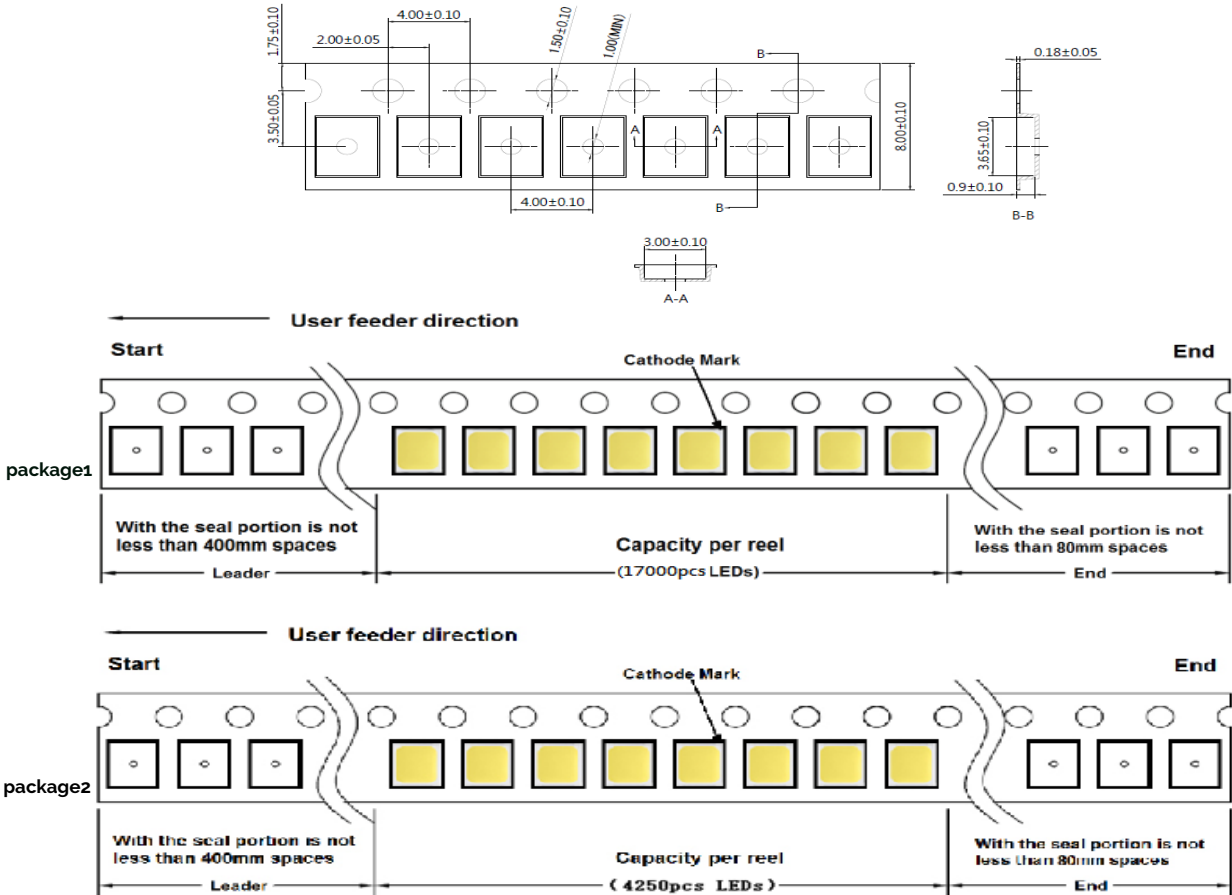 4.00±0.10
1.75±0.10
2.00±0.05
1.50±0.10
1.00(MIN)
B
0.18±0.05
3.50±0.05
A
A
8.00±0.10
3.65±0.10
4.00±0.10
B
0.9±0.10
B-B
3.00±0.10
A-A
User feeder direction
Start
Cathode Mark
End
package1
With the seal portion is not
less than 400mm spaces
Capacity per reel
With the seal portion is not
less than 80mm spaces
Leader
(17000pcs LEDs)
End
User feeder direction
Start
Cathode Mark
End
package2
With the seal portion is not
less than 400mm spaces
Capacity per reel
With the seal portion is not
less than 80mm spaces
Leader
( 4250pcs LEDs )
End